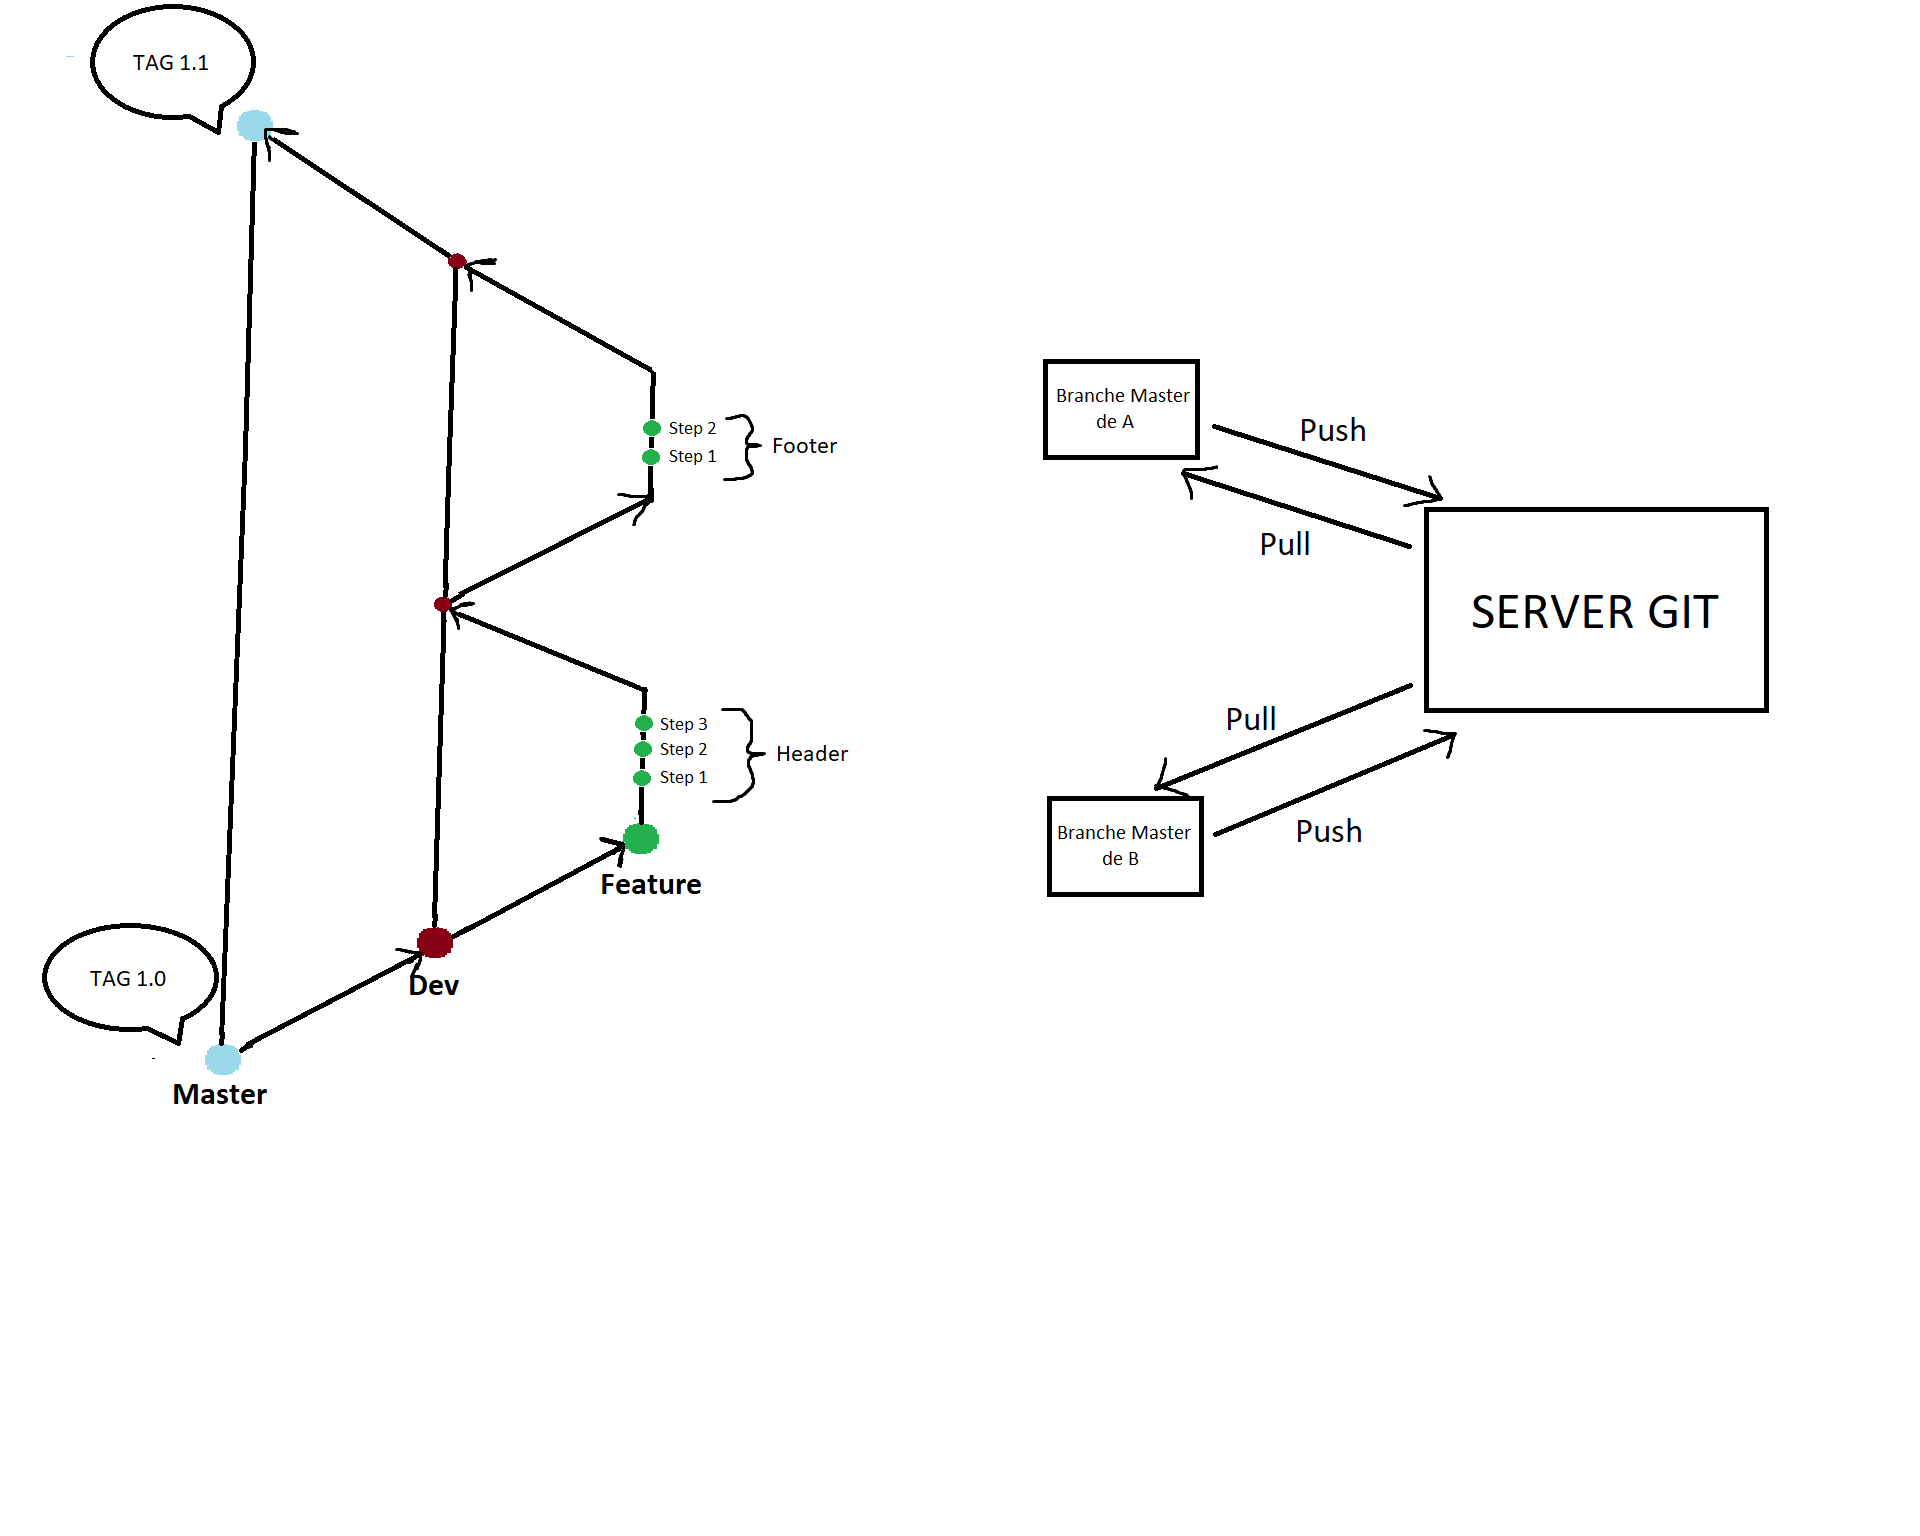 TAG 1.1
Step 2
Step 1
Footer
Step 3
Step 2
Step 1
Header
Feature
Dev
TAG 1.0
Master
Branche Master
de A
Push
Pull
SERVER GIT
Pull
Push
Branche Master
de B